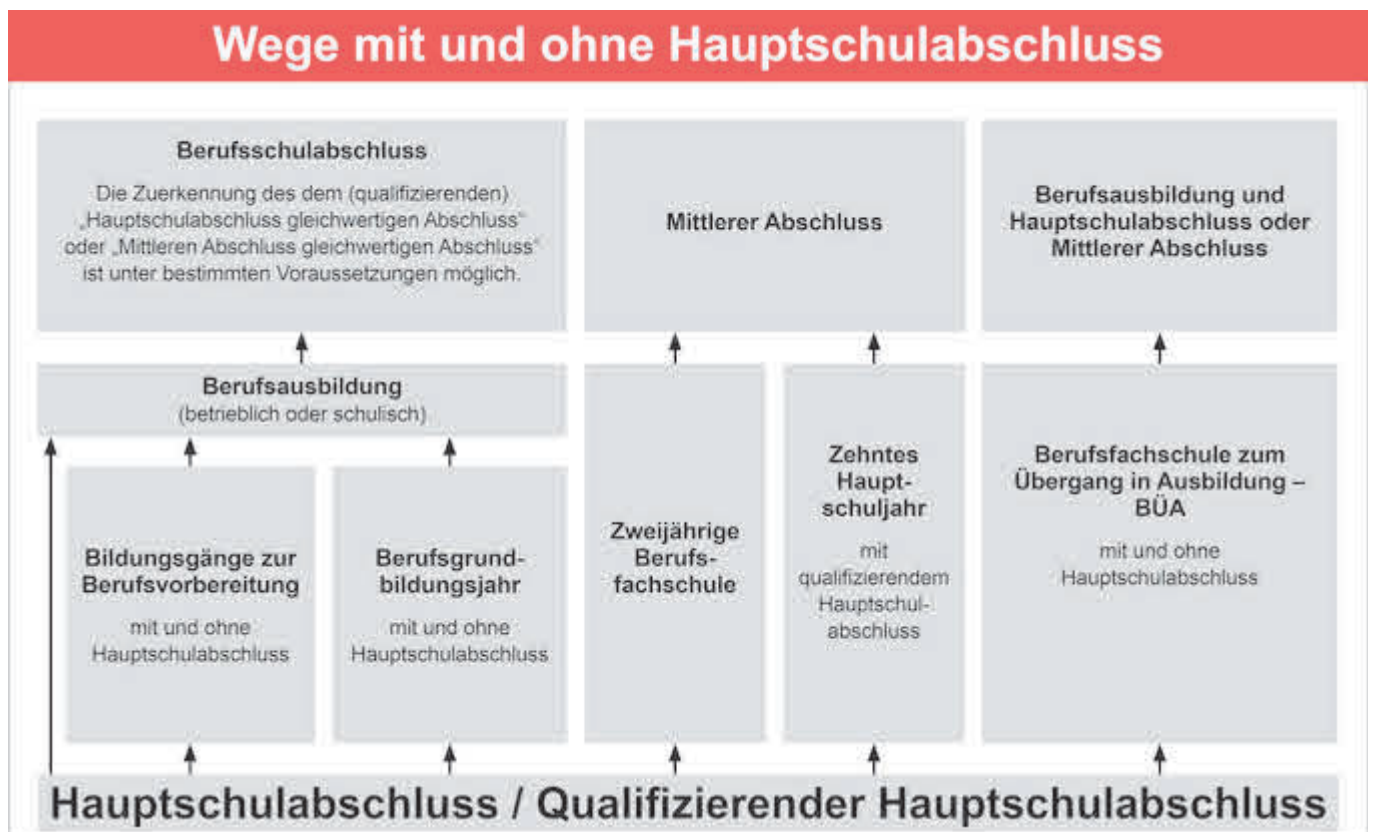 Wege mit und ohne Hauptschulabschluss
Berufsschulabschluss
Die Zuerkennung des dem (qualifizierenden)
„Hauptschulabschluss gleichwertigen Abschluss“
oder „Mittleren Abschluss gleichwertigen Abschluss“
ist unter bestimmten Voraussetzungen möglich.
Mittlerer Abschluss
Berufsausbildung und
Hauptschulabschluss oder
Mittlerer Abschluss
Berufsausbildung
(betrieblich oder schulisch)
Bildungsgänge zur
Berufsvorbereitung
mit und ohne
Hauptschulabschluss
Berufsgrund-
bildungsjahr
mit und ohne
Hauptschulabschluss
Zweijährige
Berufs-
fachschule
Zehntes
Haupt-
schuljahr
mit
qualifizierendem
Hauptschul-
abschluss
Berufsfachschule zum
Übergang in Ausbildung –
BÜA
mit und ohne
Hauptschulabschluss
Hauptschulabschluss / Qualifizierender Hauptschulabschluss